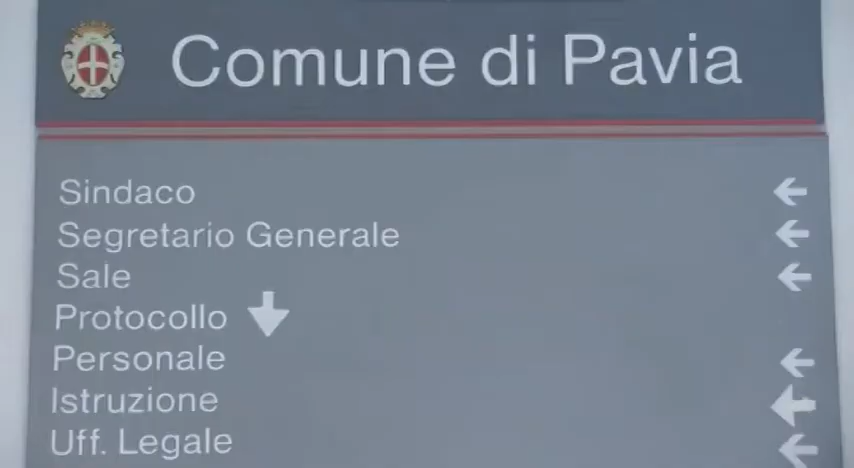 Comune di Pavia
Sindaco
Segretario Generale
Sale
Protocollo
Personale
Istruzione
Uff. Legale